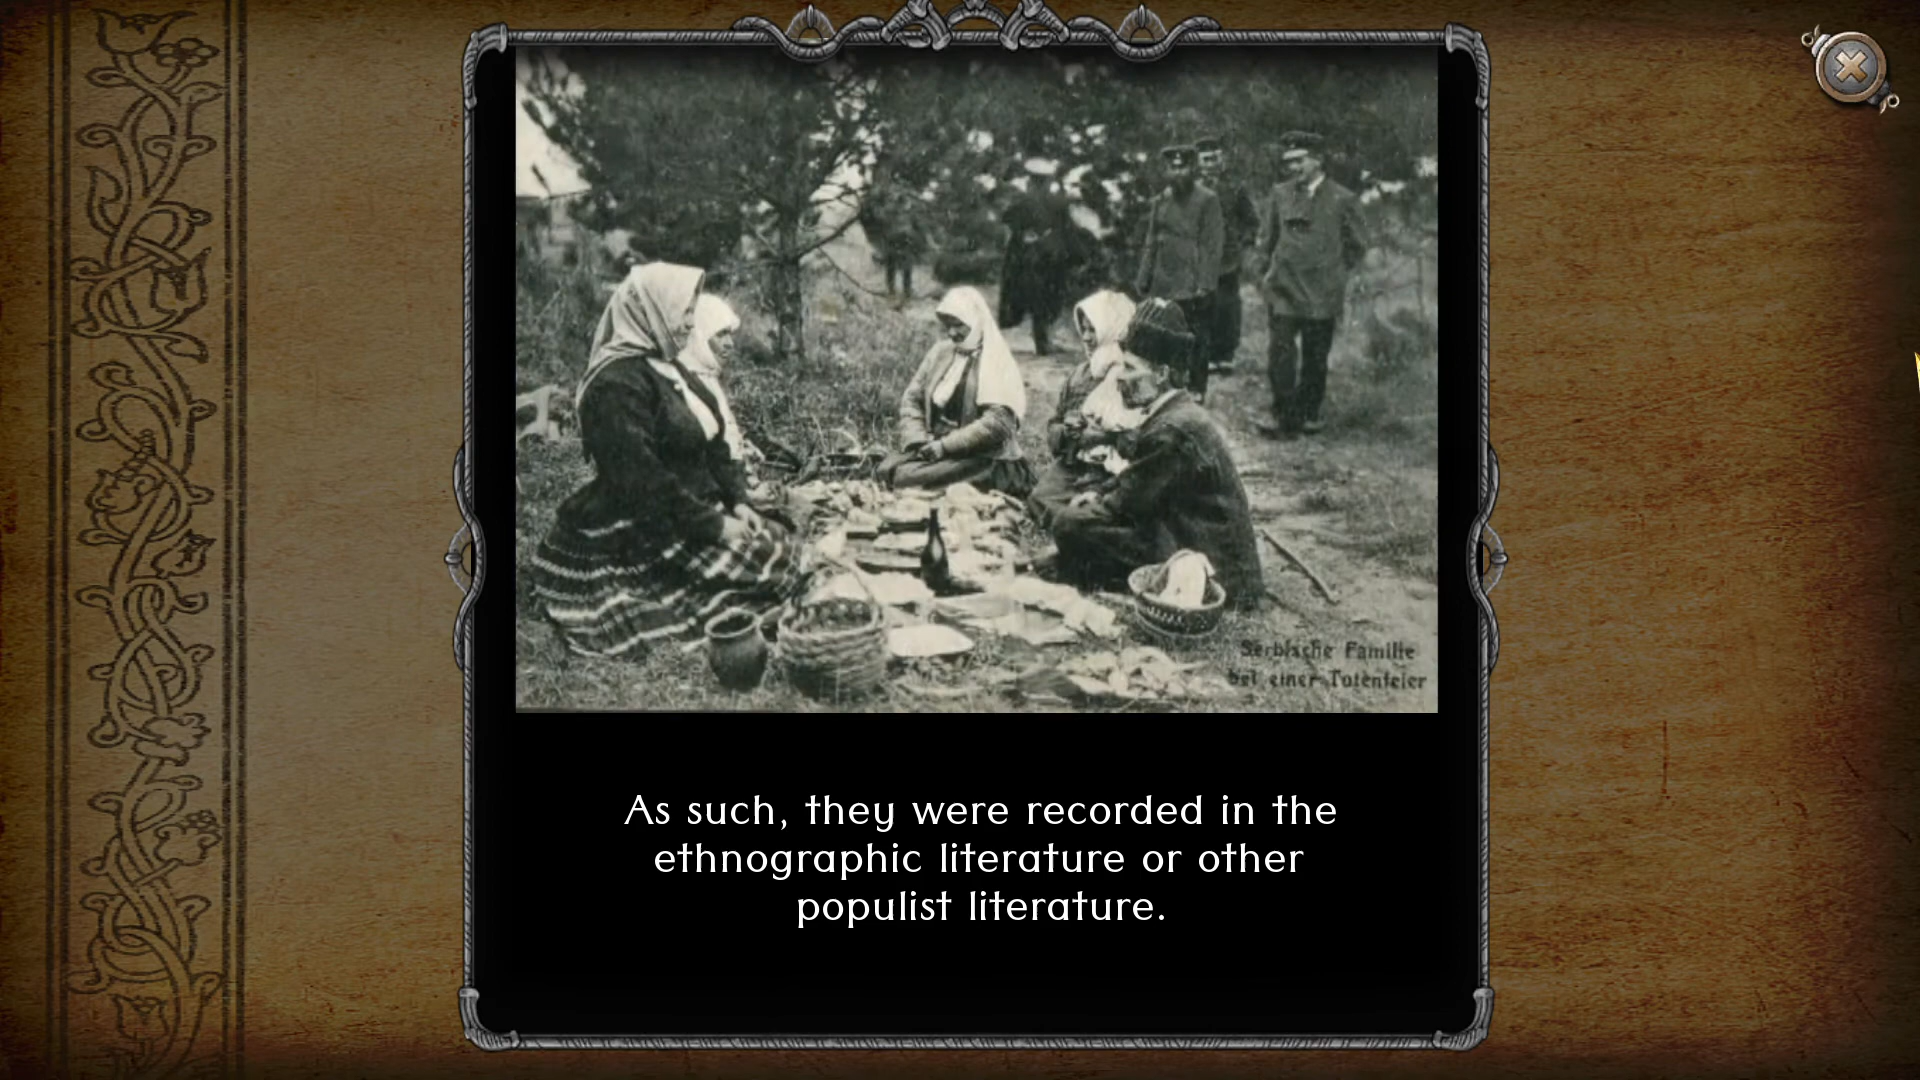 Serbische Familie
bei einer Totenfeier
As such, they were recorded in the
ethnographic literature or other
populist literature.